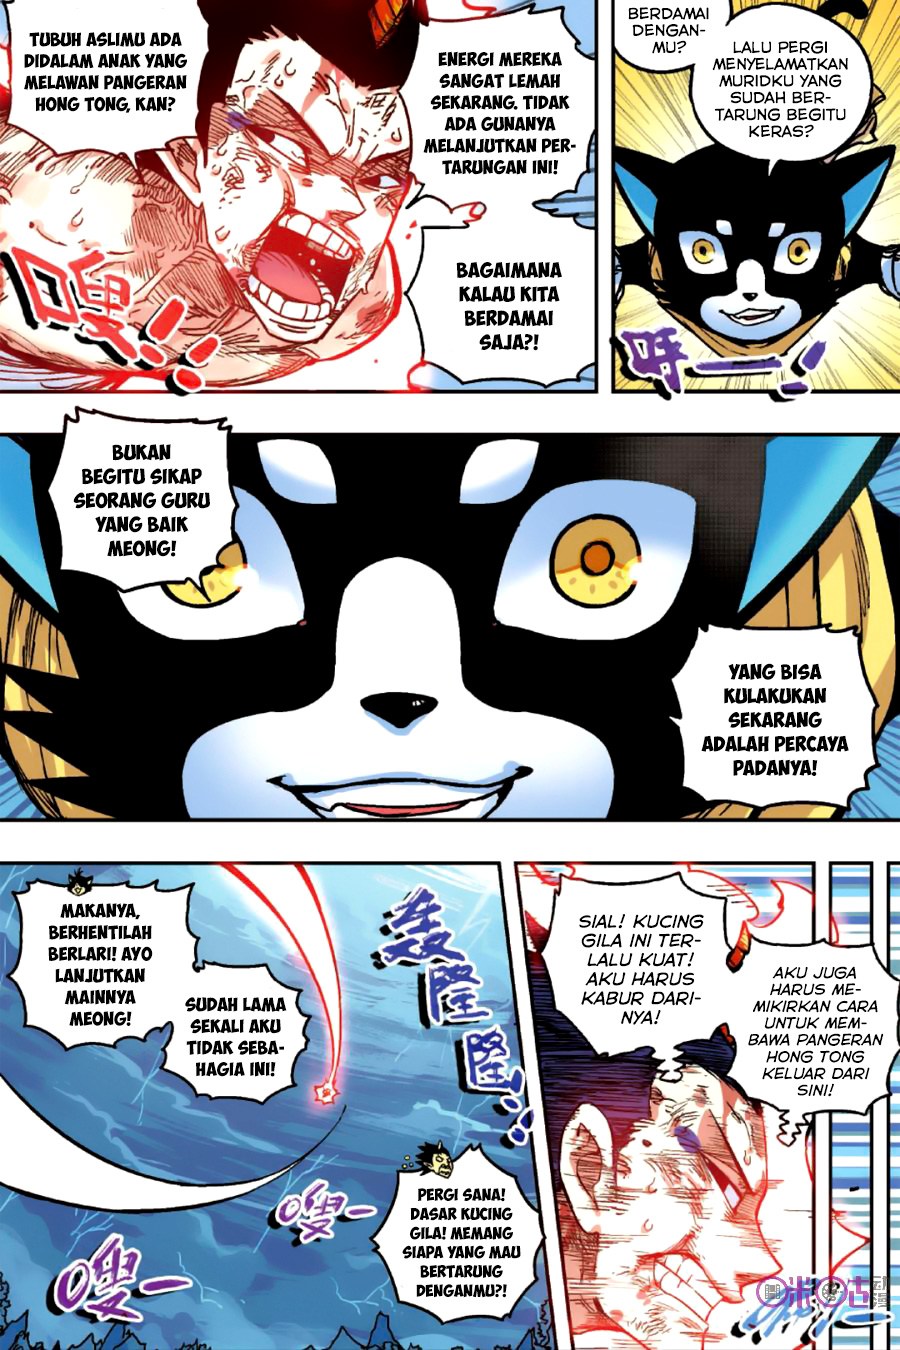 TUBUH ASLIMU ADA
DIDALAM ANAK YANG
MELAWAN PANGERAN
HONG TONG, KAN?
ENERGI MEREKA
SANGAT LEMAH
SEKARANG. TIDAK
ADA GUNANYA
MELANJUTKAN PER-
TARUNGAN INI!
BAGAIMANA
KALAU KITA
BERDAMAI
SAJA?!
嗖!!
BERDAMAI
DENGAN-
MU?
LALU PERGI
MENYELAMATKAN
MURIDKU YANG
SUDAH BER-
TARUNG BEGITU
KERAS?
呼一!
BUKAN
BEGITU SIKAP
SEORANG GURU
YANG BAIK
MEONG!
YANG BISA
KULAKUKAN
SEKARANG
ADALAH PERCAYA
PADANYA!
MAKANYA,
BERHENTILAH
BERLARI! AYO
LANJUTKAN
MAINNYA
MEONG!
SUDAH LAMA
SEKALI AKU
TIDAK SEBA-
HAGIA INI!
轰
隆
隆!!
PERGI SANA!
DASAR KUCING
GILA! MEMANG
SIAPA YANG MAU
BERTARUNG
DENGANMU?!
嗖一
嗖一
SIAL! KUCING
GILA INI TER-
LALU KUAT!
AKU HARUS
KABUR DARI-
NYA!
AKU JUGA
HARUS ME-
MIKIRKAN CARA
UNTUK MEM-
BAWA PANGERAN
HONG TONG
KELUAR DARI
SINI!
咪咕